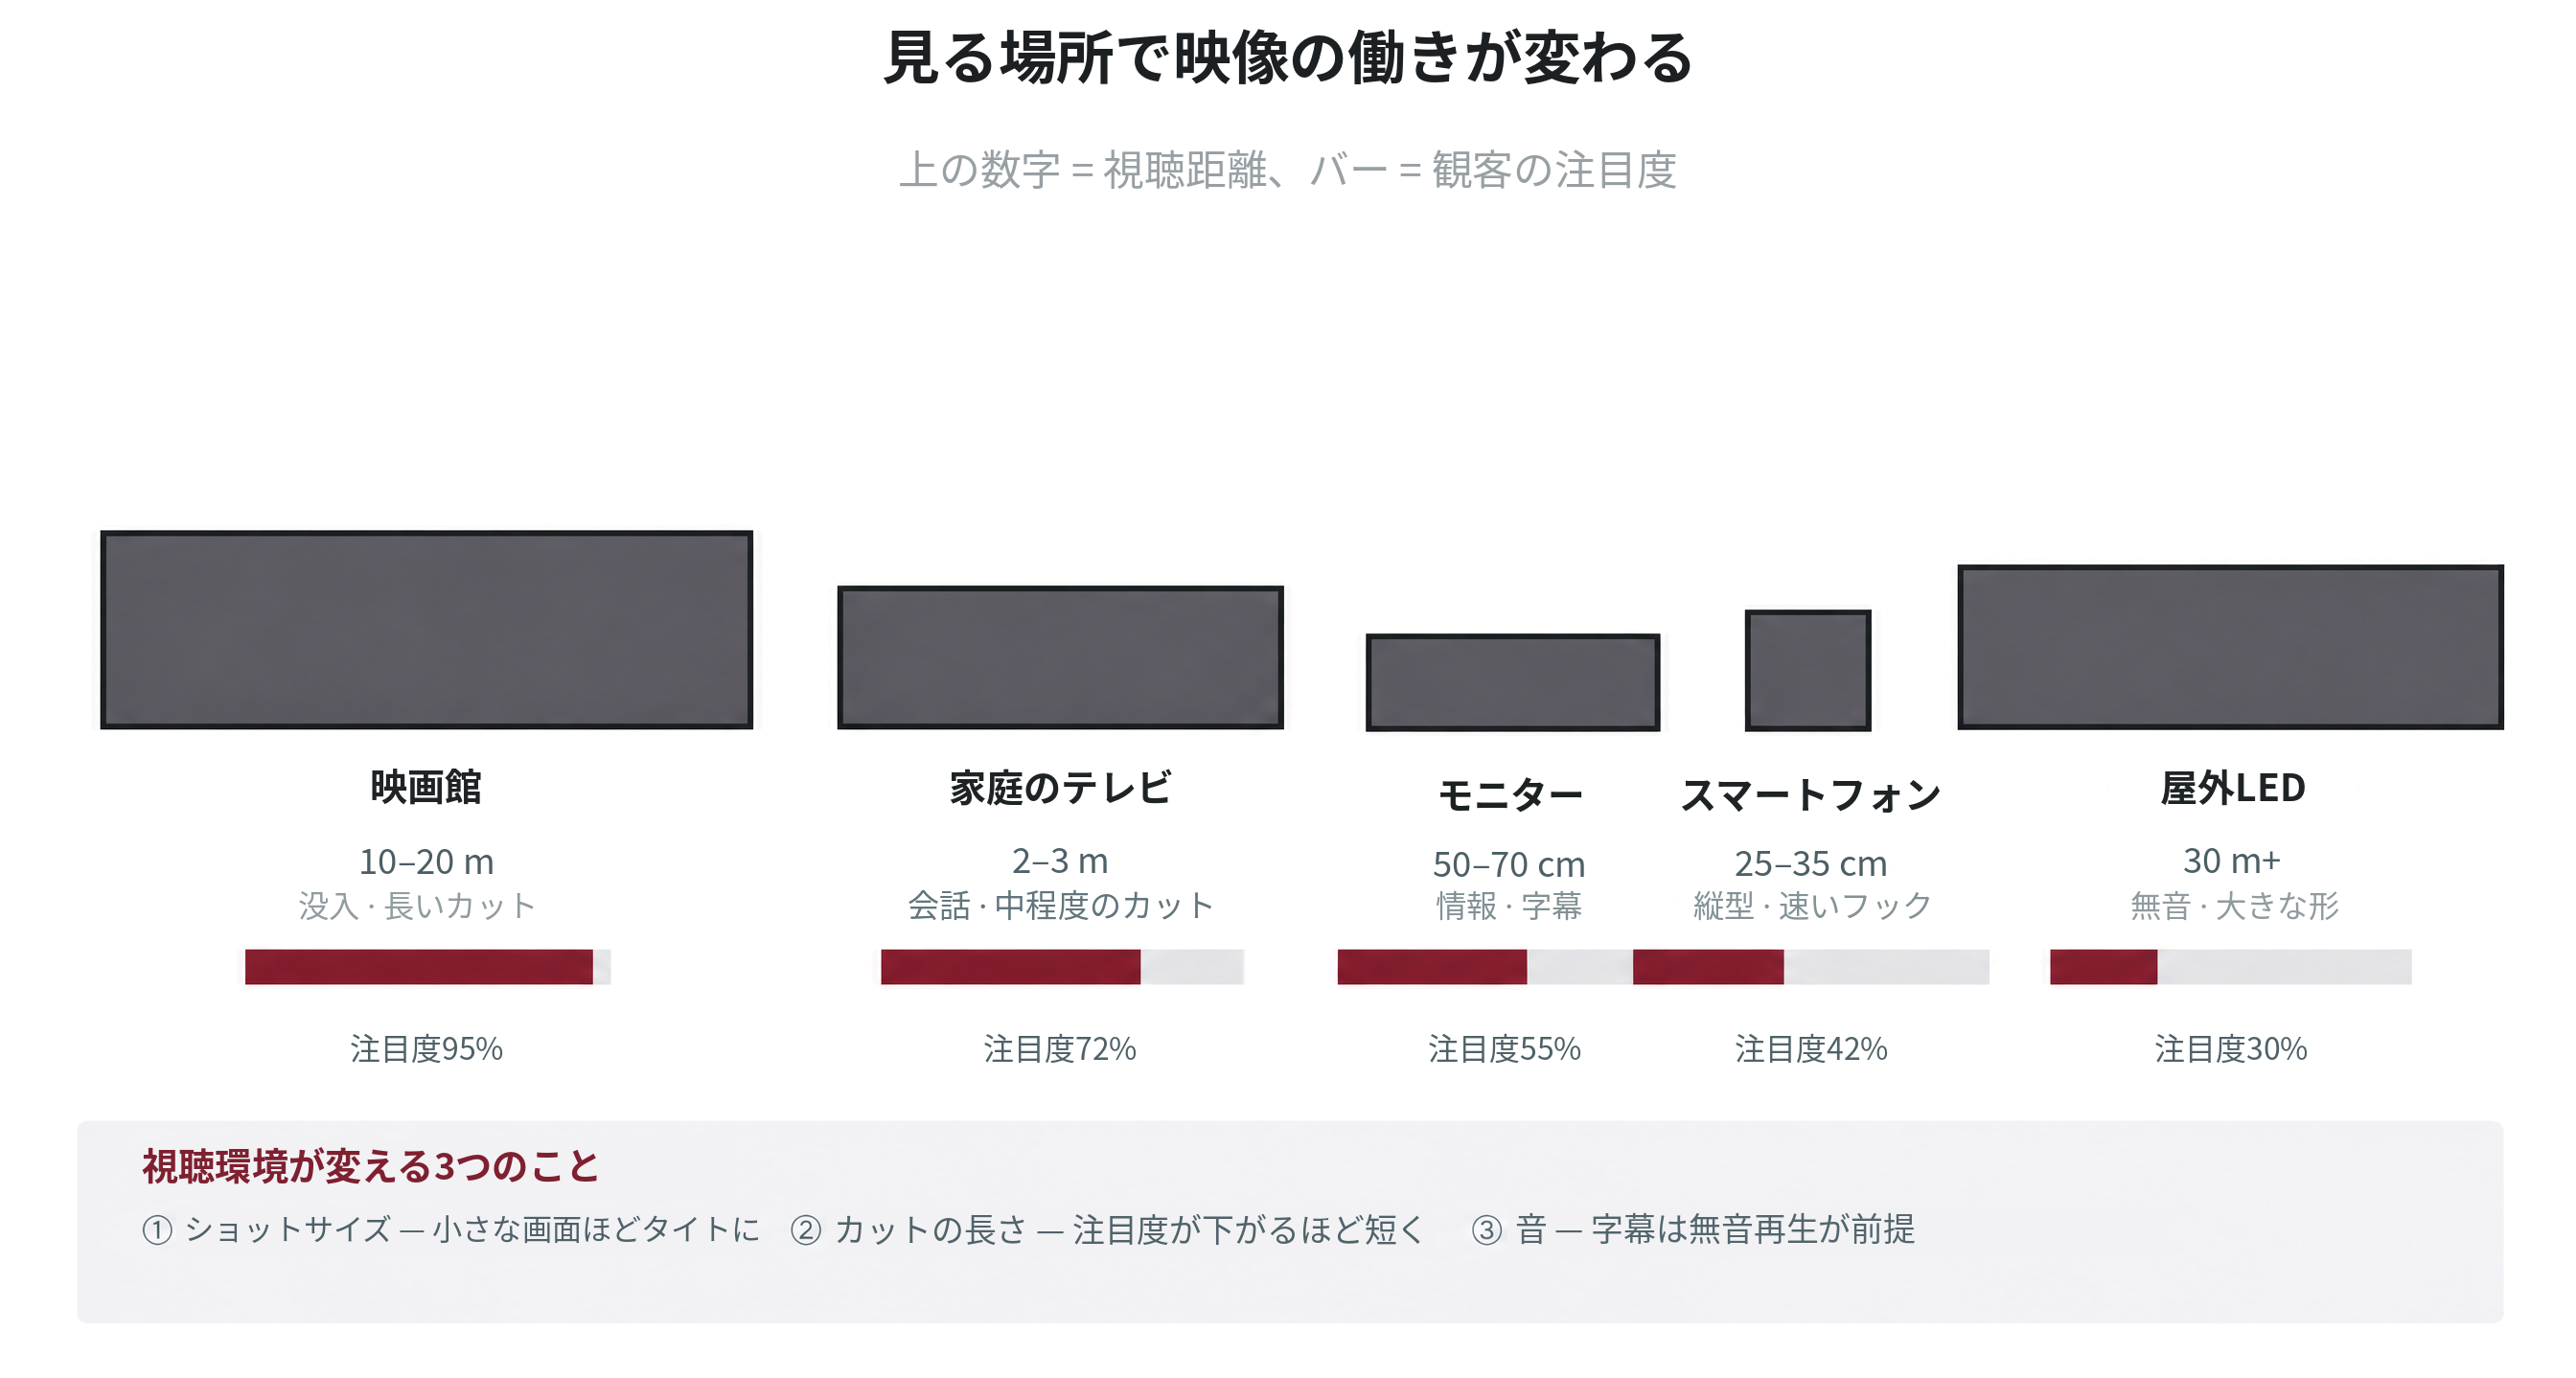 見る場所で映像の働きが変わる
上の数字 = 視聴距離、バー = 観客の注目度
映画館
10–20 m
没入 · 長いカット
注目度95%
家庭のテレビ
2–3 m
会話 · 中程度のカット
注目度72%
モニター
50–70 cm
情報 · 字幕
注目度55%
スマートフォン
25–35 cm
縦型 · 速いフック
注目度42%
屋外LED
30 m+
無音 · 大きな形
注目度30%
視聴環境が変える3つのこと
① ショットサイズ — 小さな画面ほどタイトに ② カットの長さ — 注目度が下がるほど短く ③ 音 — 字幕は無音再生が前提